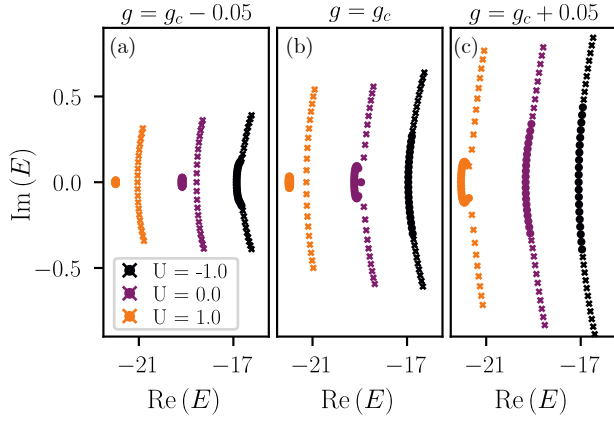 g = g_c − 0.05
g = g_c
g = g_c + 0.05
(a)
(b)
(c)
Im (E)
0.5
0.0
−0.5
U = -1.0
U = 0.0
U = 1.0
−21
−17
−21
−17
−21
−17
Re (E)
Re (E)
Re (E)